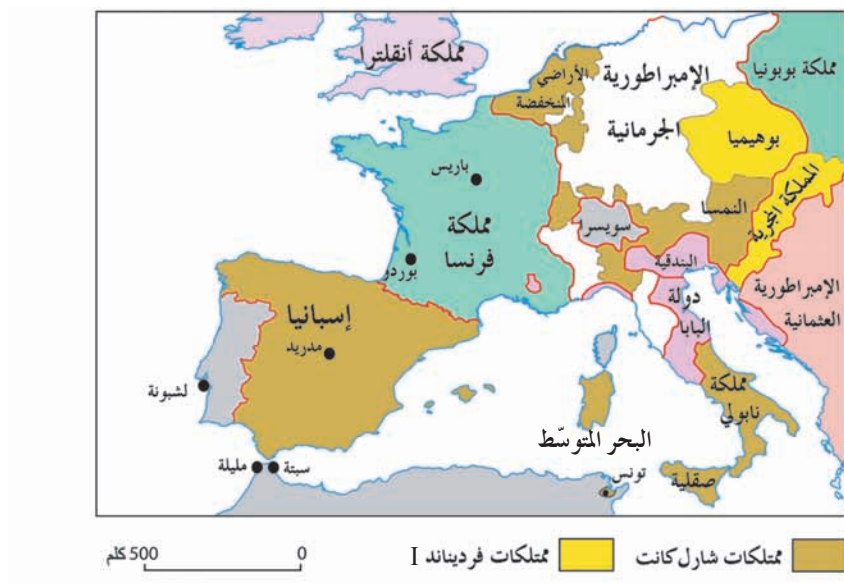 مملكة أنقلترا
الأراضي
المنخفضة
الإمبراطورية
الجرمانية
مملكة بوبونيا
بوهيميا
المملكة المجرية
باريس
مملكة
فرنسا
بوردو
سويسرا
النمسا
البندقية
دولة
البابا
الإمبراطورية
العثمانية
إسبانيا
مدريد
لشبونة
مملكة
نابولي
البحر المتوسّط
صقلية
مليلة
سبتة
تونس
500 كلم
0
ممتلكات فرديناند I
ممتلكات شارل كانت